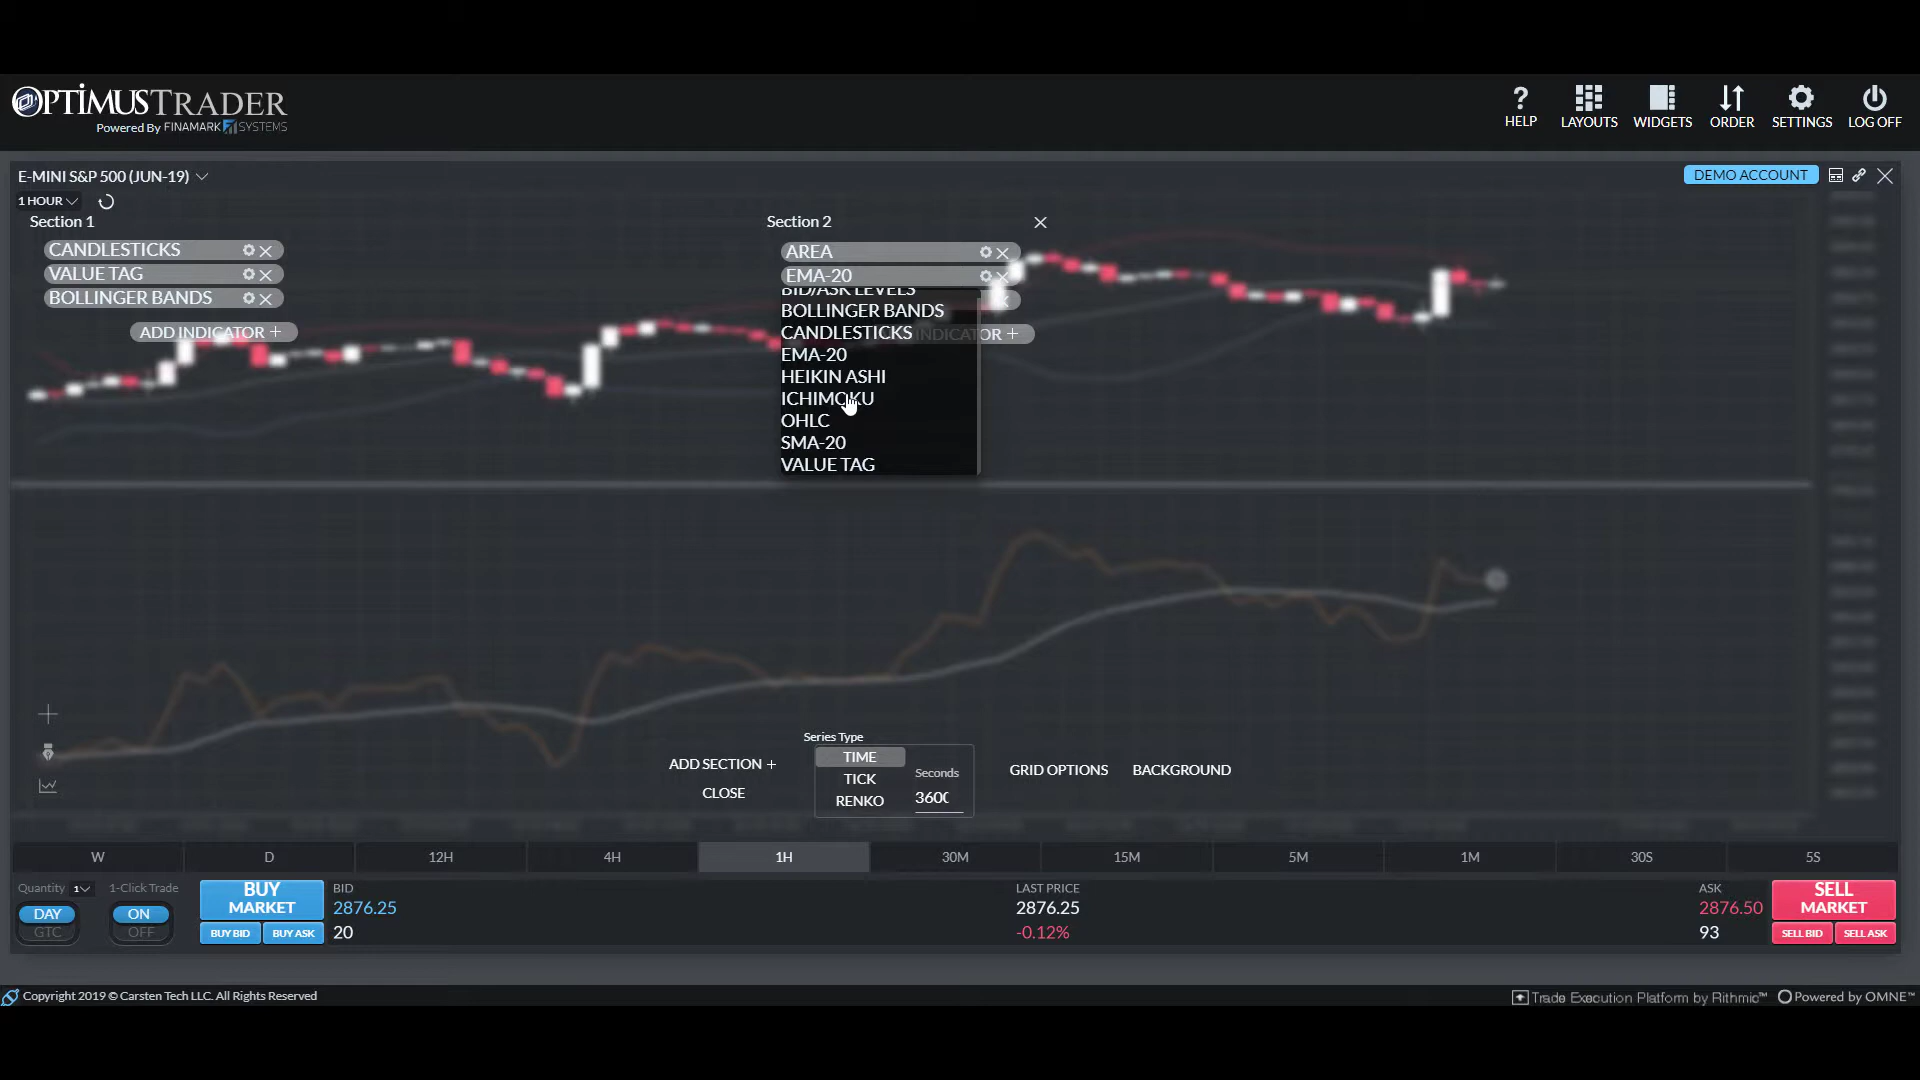 OPTIMUSTRADER
Powered By FINAMARK SYSTEMS
? HELP
LAYOUTS
WIDGETS
ORDER
SETTINGS
LOG OFF
E-MINI S&P 500 (JUN-19)
DEMO ACCOUNT
1 HOUR
Section 1
CANDLESTICKS
VALUE TAG
BOLLINGER BANDS
ADD INDICATOR +
Section 2
AREA
EMA-20
BID/ASK LEVELS
BOLLINGER BANDS
CANDLESTICKS
INDICATOR +
EMA-20
HEIKIN ASHI
ICHIMOKU
OHLC
SMA-20
VALUE TAG
ADD SECTION +
CLOSE
Series Type
TIME
TICK
RENKO
Seconds
3600
GRID OPTIONS
BACKGROUND
W D 12H 4H 1H 30M 15M 5M 1M 30S 5S
Quantity 1
DAY
GTC
1-Click Trade
ON
OFF
BUY
MARKET
BUY BID
BUY ASK
BID
2876.25
20
LAST PRICE
2876.25
-0.12%
ASK
2876.50
93
SELL
MARKET
SELL BID
SELL ASK
Copyright 2019 © Carsten Tech LLC. All Rights Reserved
Trade Execution Platform by Rithmic™
Powered by OMNE™